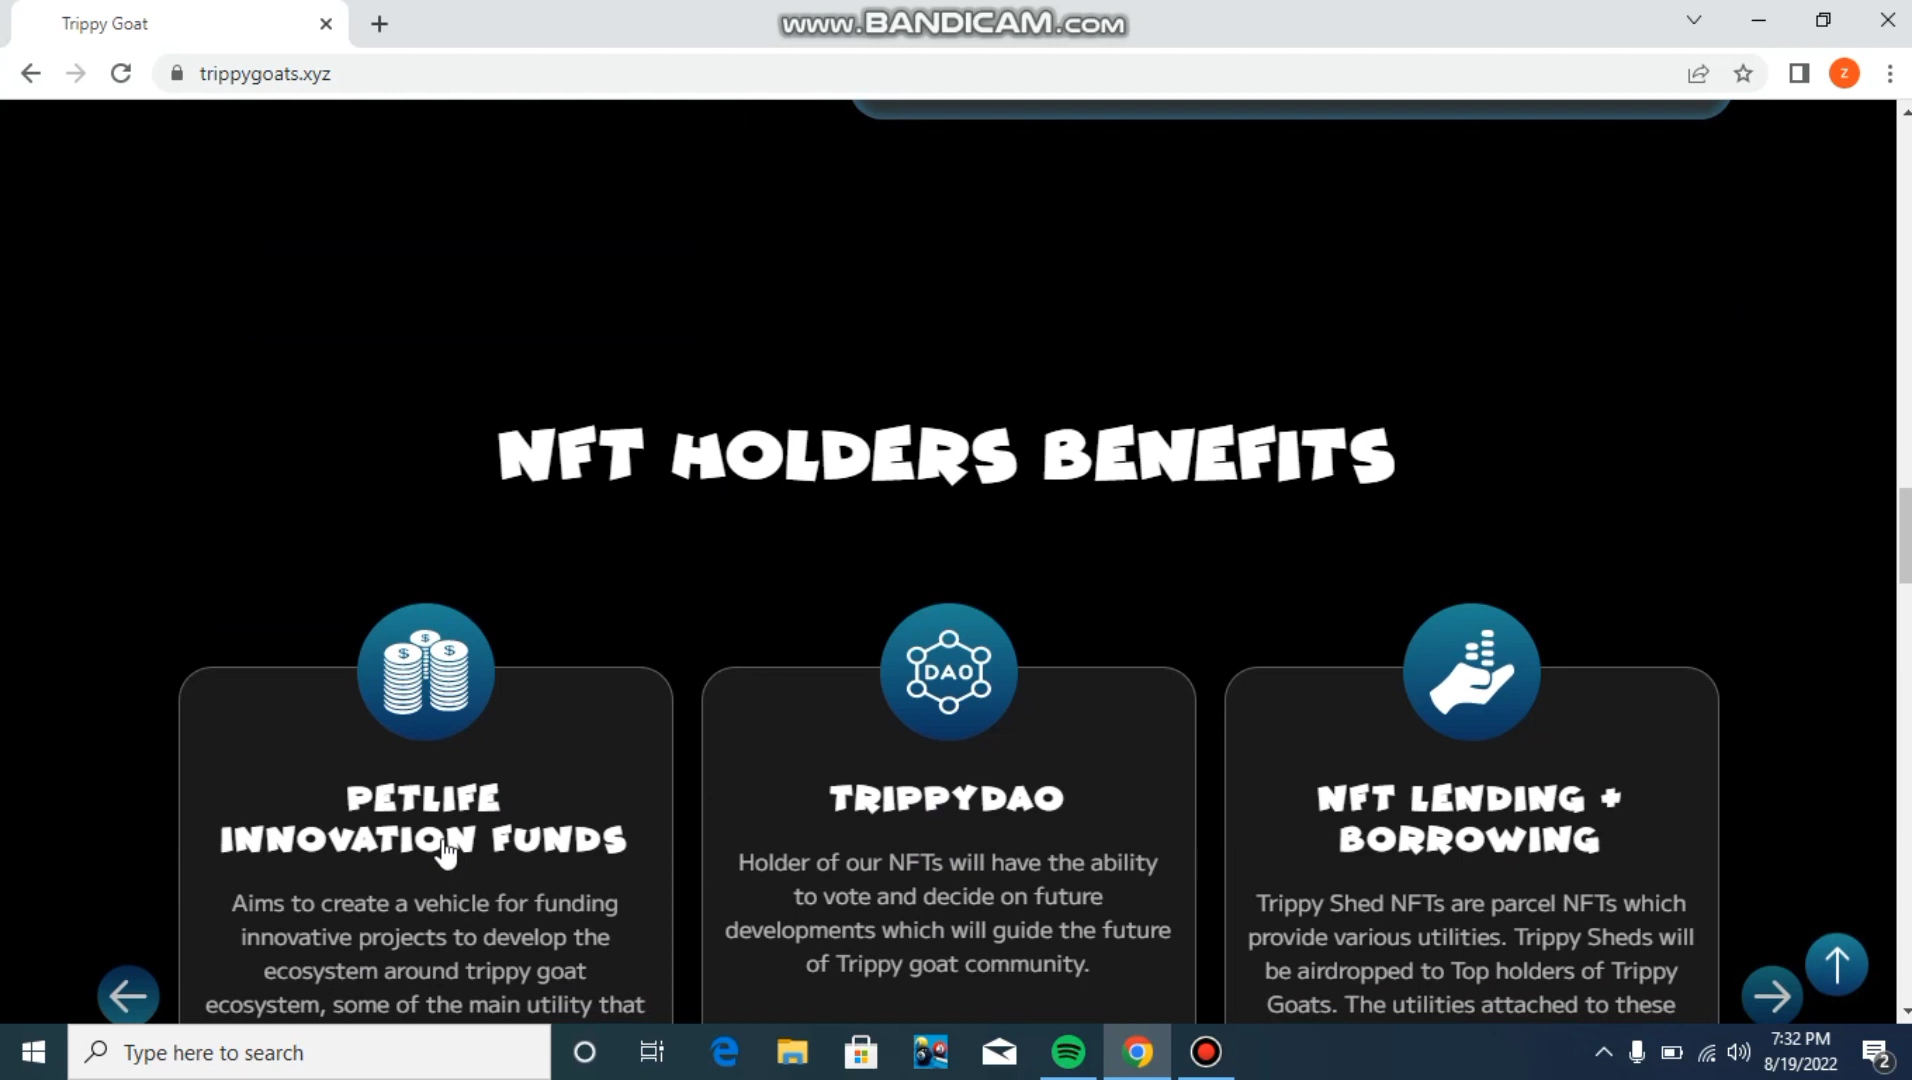 Trippy Goat
www.BANDICAM.com
trippygoats.xyz
z
NFT HOLDERS BENEFITS
$ $ $
DAO
PETLIFE
INNOVATION FUNDS
Aims to create a vehicle for funding
innovative projects to develop the
ecosystem around trippy goat
ecosystem, some of the main utility that
TRIPPYDAO
Holder of our NFTs will have the ability
to vote and decide on future
developments which will guide the future
of Trippy goat community.
NFT LENDING +
BORROWING
Trippy Shed NFTs are parcel NFTs which
provide various utilities. Trippy Sheds will
be airdropped to Top holders of Trippy
Goats. The utilities attached to these
Type here to search
7:32 PM
8/19/2022
2